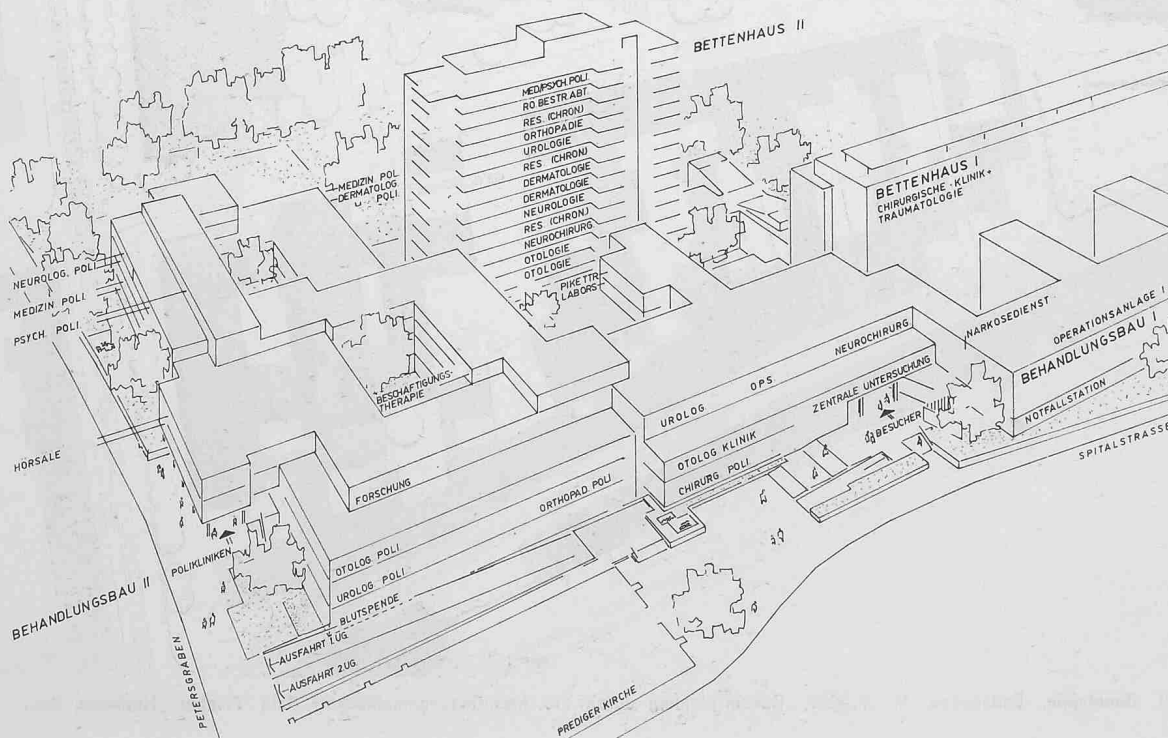 BETTENHAUS II
MED/PSYCH. POLI.
RÖ. BESTR. ABT
RES. (CHRON)
ORTHOPÄDIE
UROLOGIE
RES (CHRON)
DERMATOLOGIE
DERMATOLOGIE
NEUROLOGIE
RES (CHRON)
NEUROCHIRURG
OTOLOGIE
OTOLOGIE
MEDIZIN POL
DERMATOLOG
POLI.
PIKETTR.
LABORS
BETTENHAUS I
CHIRURGISCHE - KLINIK +
TRAUMATOLOGIE
NEUROLOG. POLI
MEDIZIN POLI
PSYCH. POLI.
HÖRSÄLE
BESCHÄFTIGUNGS-
THERAPIE
NARKOSEDIENST
OPERATIONSANLAGE I
BEHANDLUNGSBAU I
NOTFALLSTATION
SPITALSTRASSE
NEUROCHIRURG
OPS.
UROLOG
ZENTRALE UNTERSUCHUNG
BESUCHER
OTOLOG KLINIK
CHIRURG POLI
FORSCHUNG
ORTHOPÄD. POLI
OTOLOG POLI
UROLOG POLI
BLUTSPENDE
AUSFAHRT 1.UG.
AUSFAHRT 2.UG.
POLIKLINIKEN
BEHANDLUNGSBAU II
PETERSGRABEN
PREDIGER KIRCHE